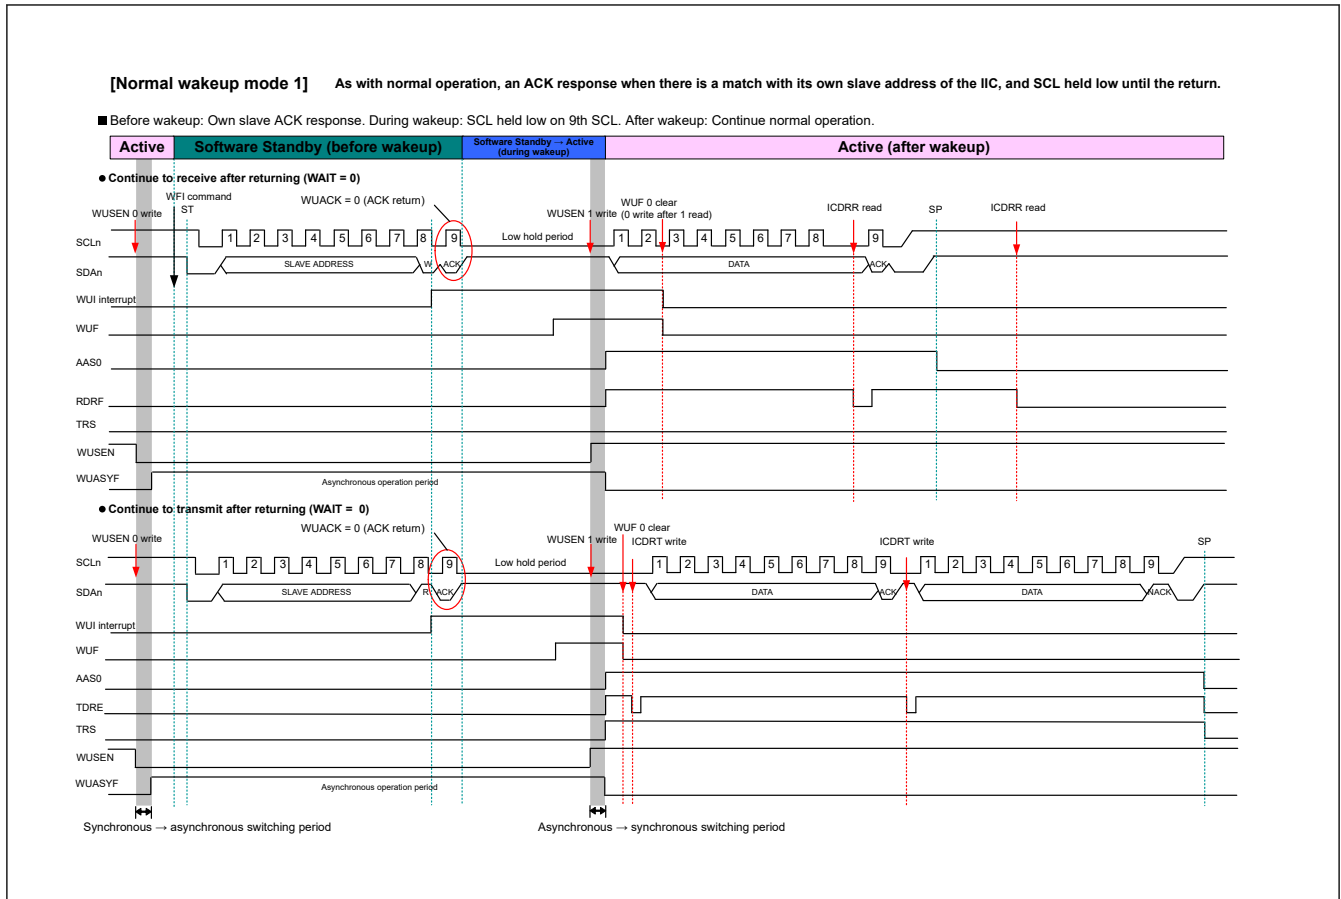 [Normal wakeup mode 1] As with normal operation, an ACK response when there is a match with its own slave address of the IIC, and SCL held low until the return.
■ Before wakeup: Own slave ACK response. During wakeup: SCL held low on 9th SCL. After wakeup: Continue normal operation.
Active Software Standby (before wakeup) Software Standby → Active (during wakeup) Active (after wakeup)
● Continue to receive after returning (WAIT = 0)
WFI command
ST
WUACK = 0 (ACK return)
WUSEN 0 write
WUSEN 1 write
WUF 0 clear
(0 write after 1 read)
ICDRR read
SP
ICDRR read
SCLn 1 2 3 4 5 6 7 8 9 Low hold period 1 2 3 4 5 6 7 8 9
SDAn SLAVE ADDRESS W ACK DATA ACK
WUI interrupt
WUF
AAS0
RDRF
TRS
WUSEN
WUASYF Asynchronous operation period
● Continue to transmit after returning (WAIT = 0)
WUACK = 0 (ACK return)
WUSEN 0 write
WUSEN 1 write
WUF 0 clear
ICDRT write
ICDRT write
SP
SCLn 1 2 3 4 5 6 7 8 9 Low hold period 1 2 3 4 5 6 7 8 9 1 2 3 4 5 6 7 8 9
SDAn SLAVE ADDRESS R ACK DATA ACK DATA NACK
WUI interrupt
WUF
AAS0
TDRE
TRS
WUSEN
WUASYF Asynchronous operation period
Synchronous → asynchronous switching period
Asynchronous → synchronous switching period